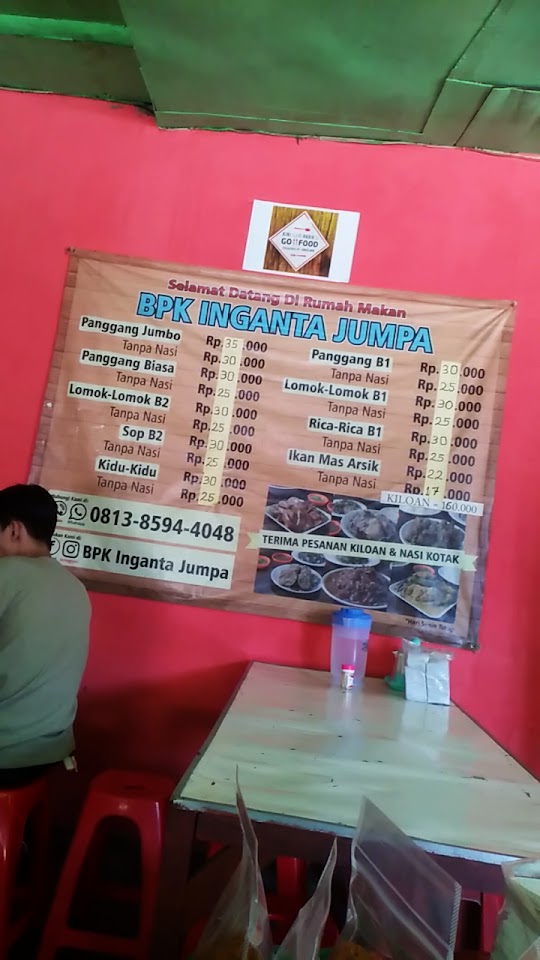 GO FOOD
Selamat Datang Di Rumah Makan
BPK INGANTA JUMPA
Panggang Jumbo Rp.35.000
Tanpa Nasi Rp.30.000
Panggang Biasa Rp.30.000
Tanpa Nasi Rp.25.000
Lomok-Lomok B2 Rp.30.000
Tanpa Nasi Rp.25.000
Sop B2 Rp.30.000
Tanpa Nasi Rp.25.000
Kidu-Kidu Rp.30.000
Tanpa Nasi Rp.25.000
Panggang B1 Rp.30.000
Tanpa Nasi Rp.25.000
Lomok-Lomok B1 Rp.30.000
Tanpa Nasi Rp.25.000
Rica-Rica B1 Rp.30.000
Tanpa Nasi Rp.25.000
Ikan Mas Arsik Rp.22.000
Tanpa Nasi Rp.17.000
KILOAN - 160.000
0813-8594-4048
BPK Inganta Jumpa
TERIMA PESANAN KILOAN & NASI KOTAK